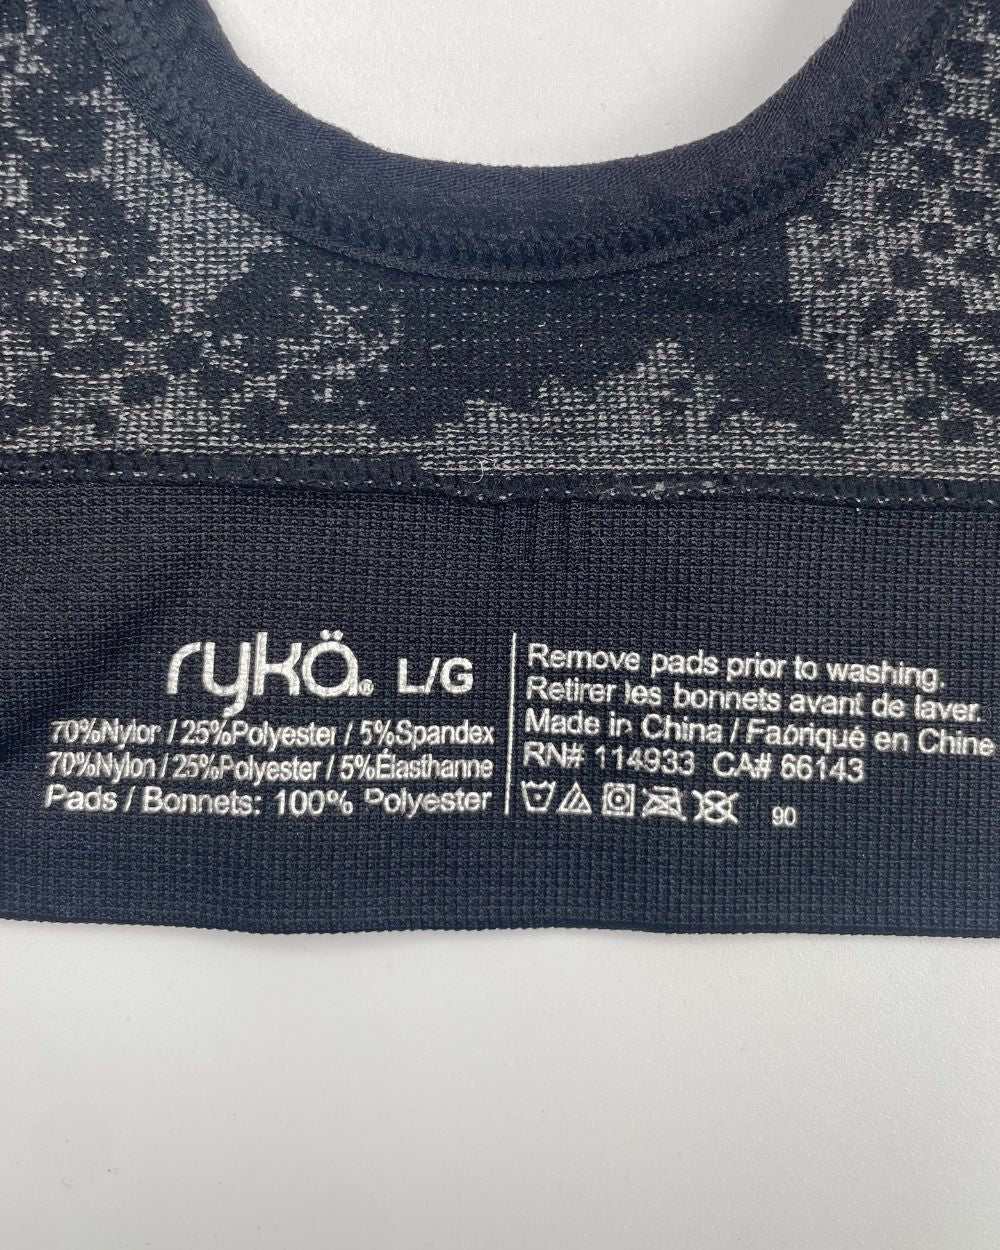 rykä® L/G
70%Nylon / 25%Polyester / 5%Spandex
70%Nylon / 25%Polyester / 5%Élasthanne
Pads / Bonnets: 100% Polyester
Remove pads prior to washing.
Retirer les bonnets avant de laver.
Made in China / Fabriqué en Chine
RN# 114933 CA# 66143
90